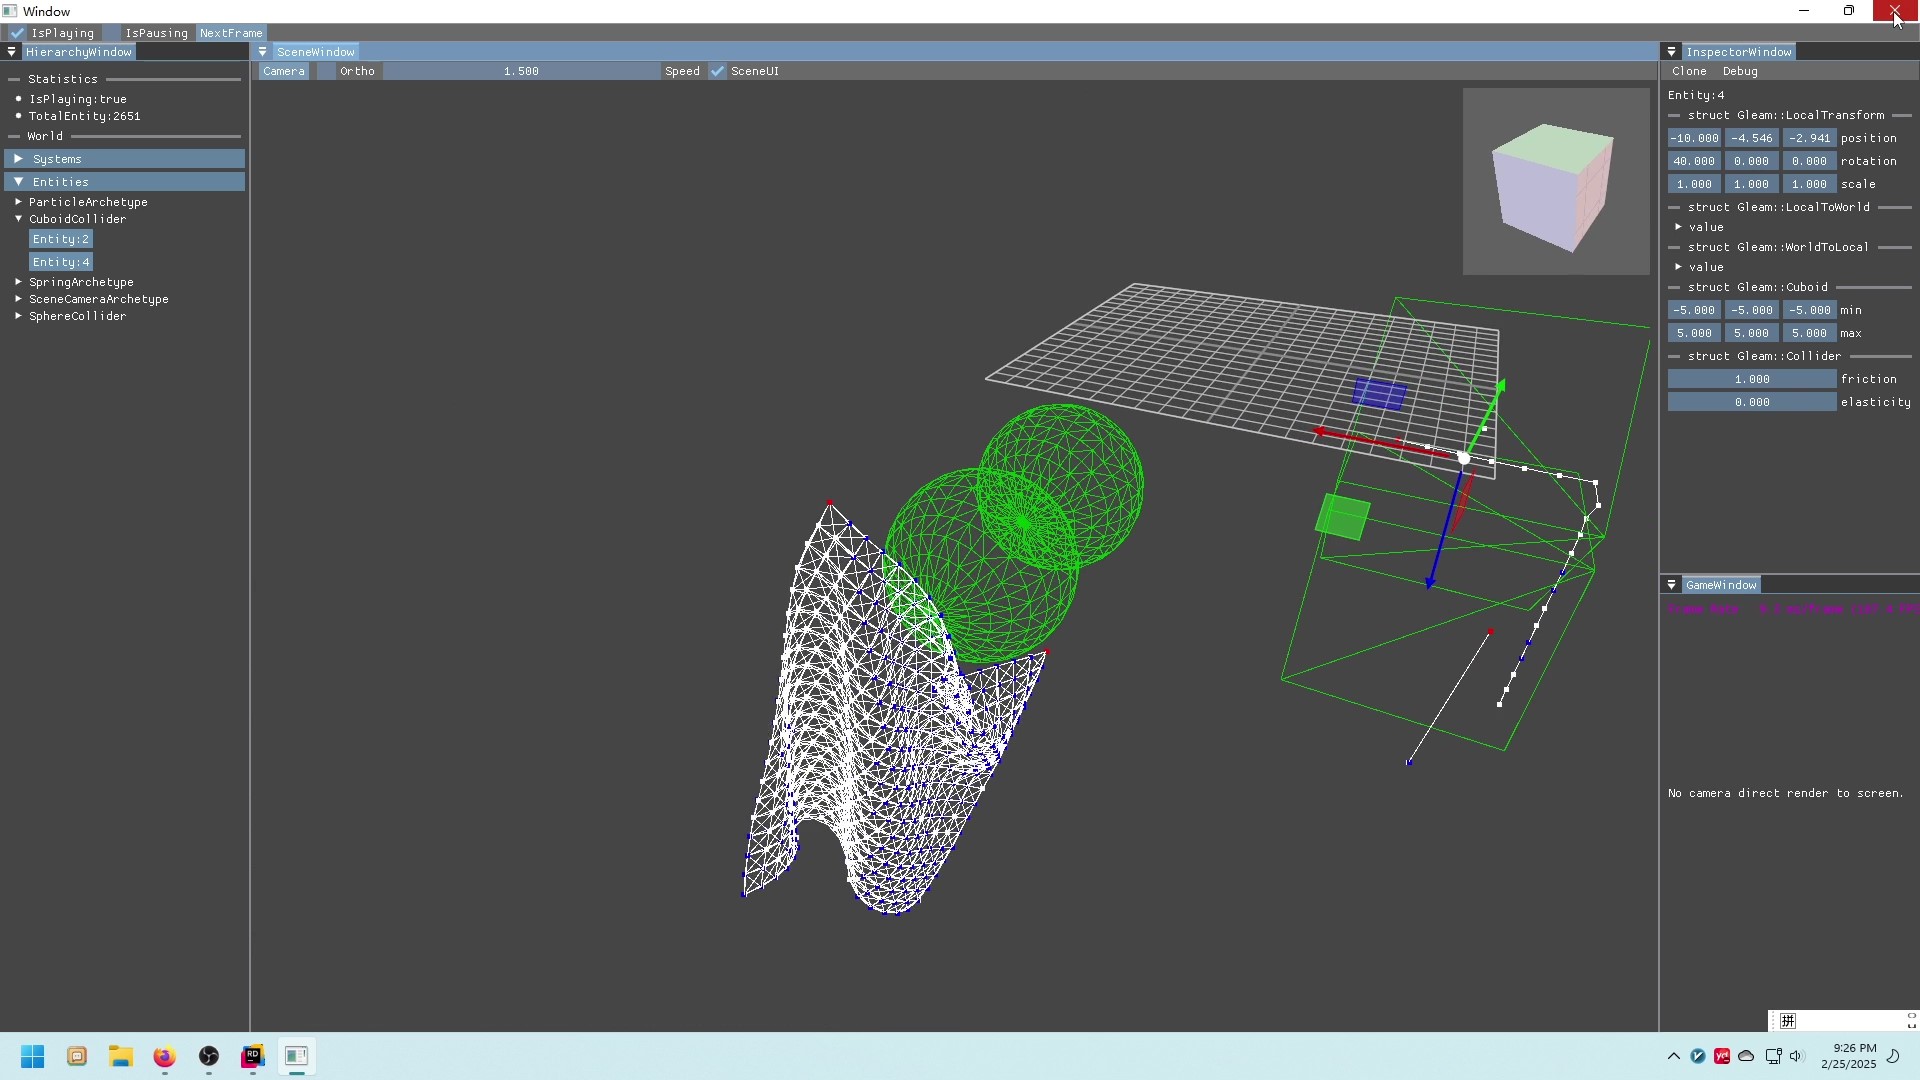 Window
IsPlaying IsPausing NextFrame
HierarchyWindow
Statistics
IsPlaying:true
TotalEntity:2651
World
Systems
Entities
ParticleArchetype
CuboidCollider
Entity:2
Entity:4
SpringArchetype
SceneCameraArchetype
SphereCollider
SceneWindow
Camera Ortho 1.500 Speed SceneUI
InspectorWindow
Clone Debug
Entity:4
struct Gleam::LocalTransform
-10.000 -4.546 -2.941 position
40.000 0.000 0.000 rotation
1.000 1.000 1.000 scale
struct Gleam::LocalToWorld
value
struct Gleam::WorldToLocal
value
struct Gleam::Cuboid
-5.000 -5.000 -5.000 min
5.000 5.000 5.000 max
struct Gleam::Collider
1.000 friction
0.000 elasticity
GameWindow
No camera direct render to screen.
拼
RD
9:26 PM
2/25/2025